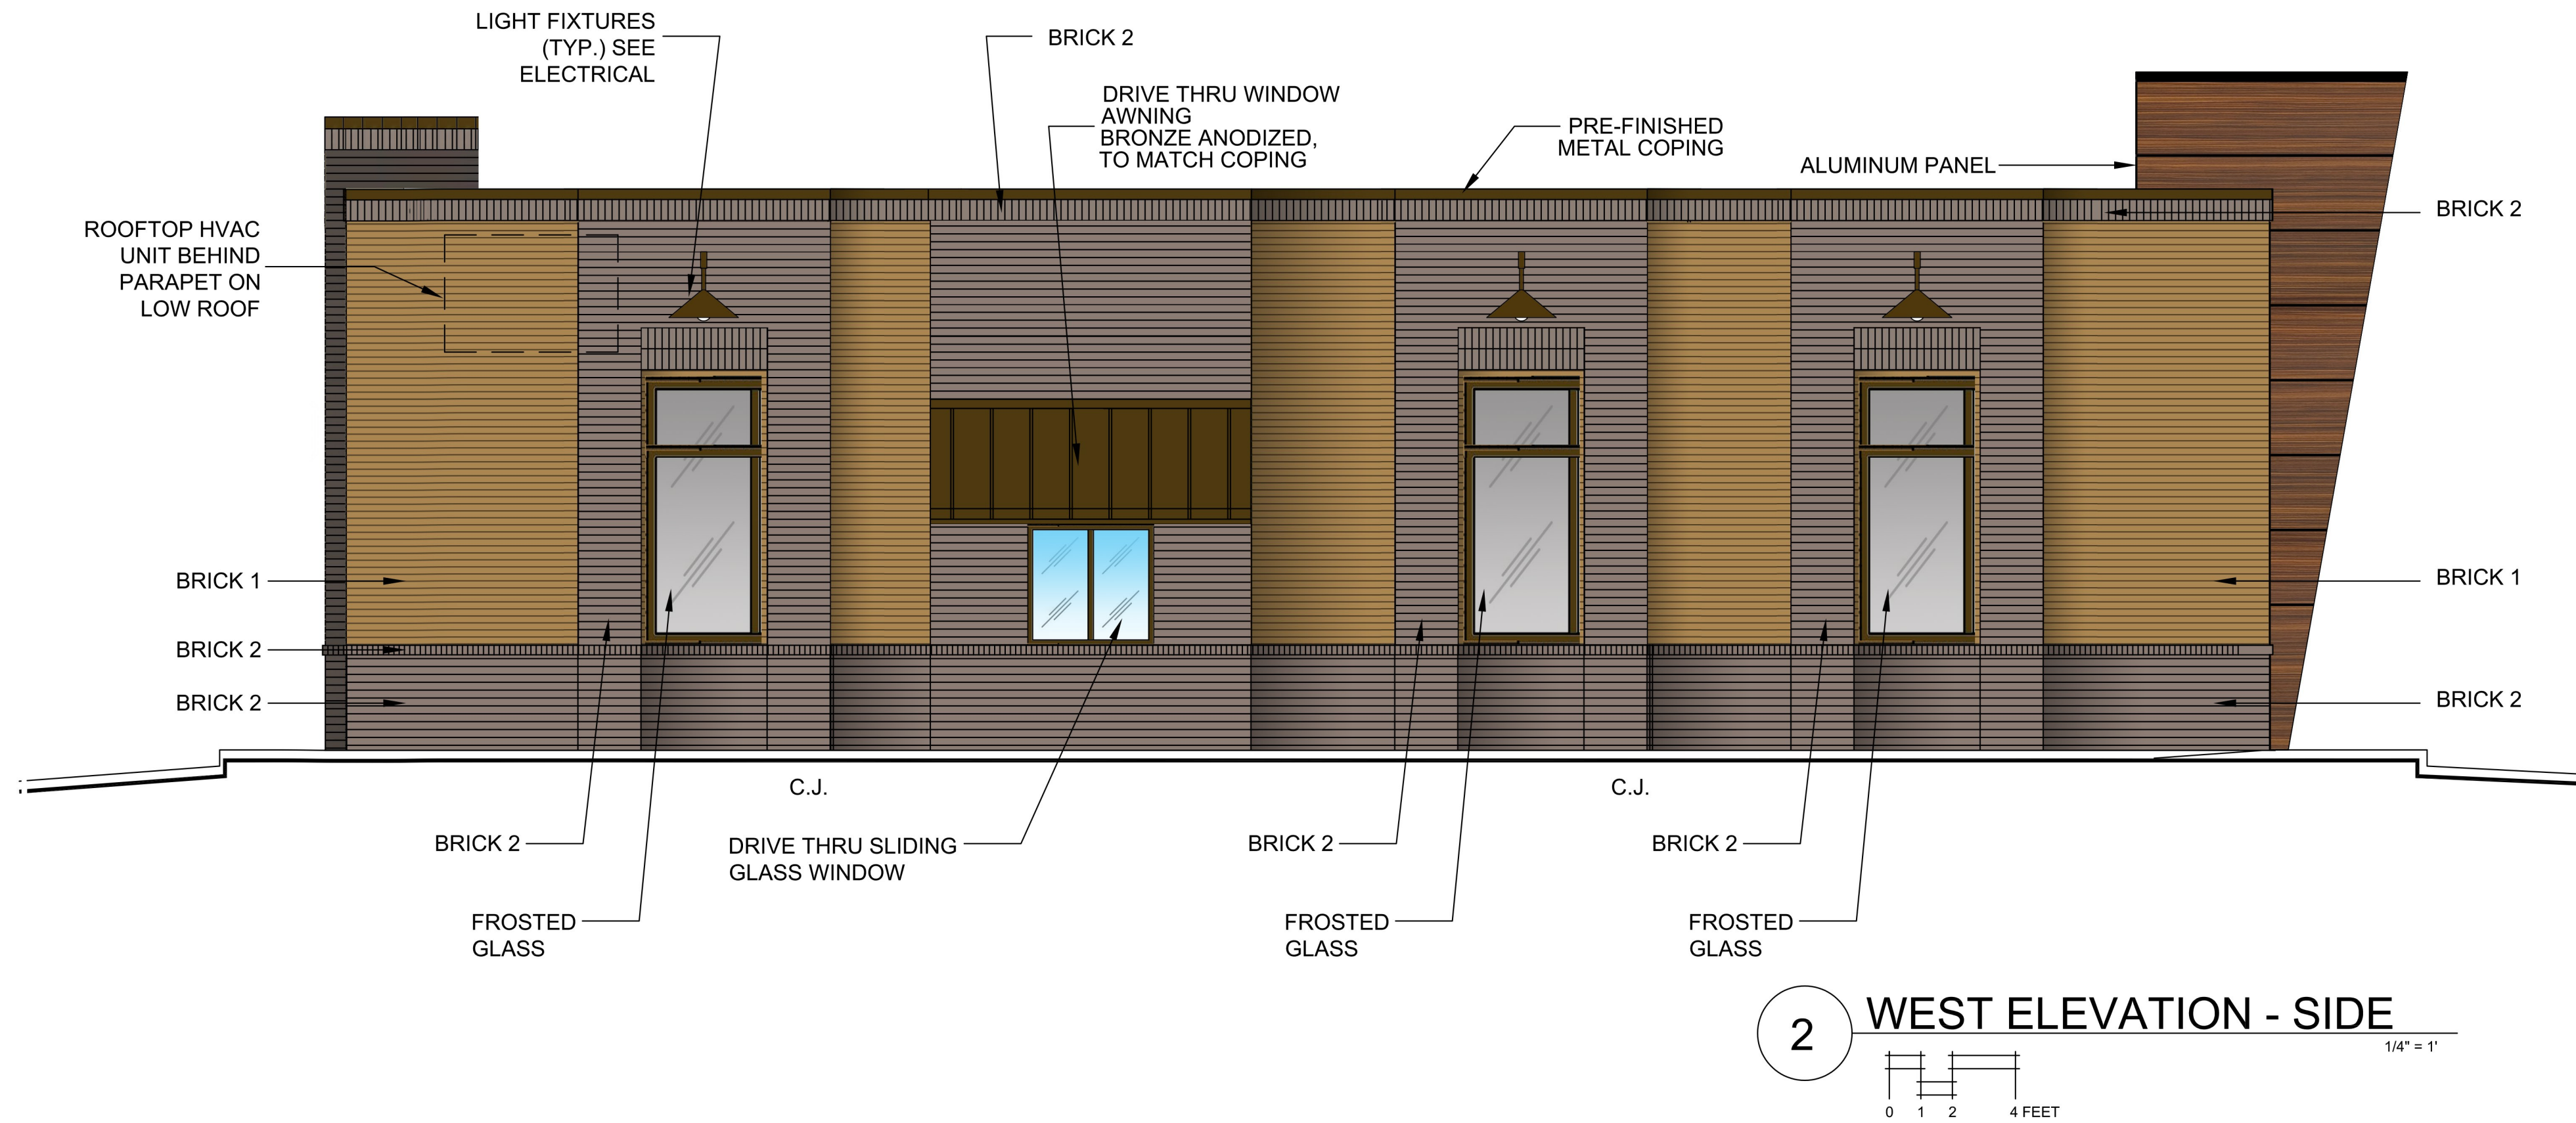 LIGHT FIXTURES
(TYP.) SEE
ELECTRICAL
BRICK 2
DRIVE THRU WINDOW
AWNING
BRONZE ANODIZED,
TO MATCH COPING
PRE-FINISHED
METAL COPING
ALUMINUM PANEL
BRICK 2
ROOFTOP HVAC
UNIT BEHIND
PARAPET ON
LOW ROOF
BRICK 1
BRICK 1
BRICK 2
BRICK 2
BRICK 2
C.J.
C.J.
BRICK 2
DRIVE THRU SLIDING
GLASS WINDOW
BRICK 2
BRICK 2
FROSTED
GLASS
FROSTED
GLASS
FROSTED
GLASS
2
WEST ELEVATION - SIDE
1/4" = 1'
0 1 2 4 FEET